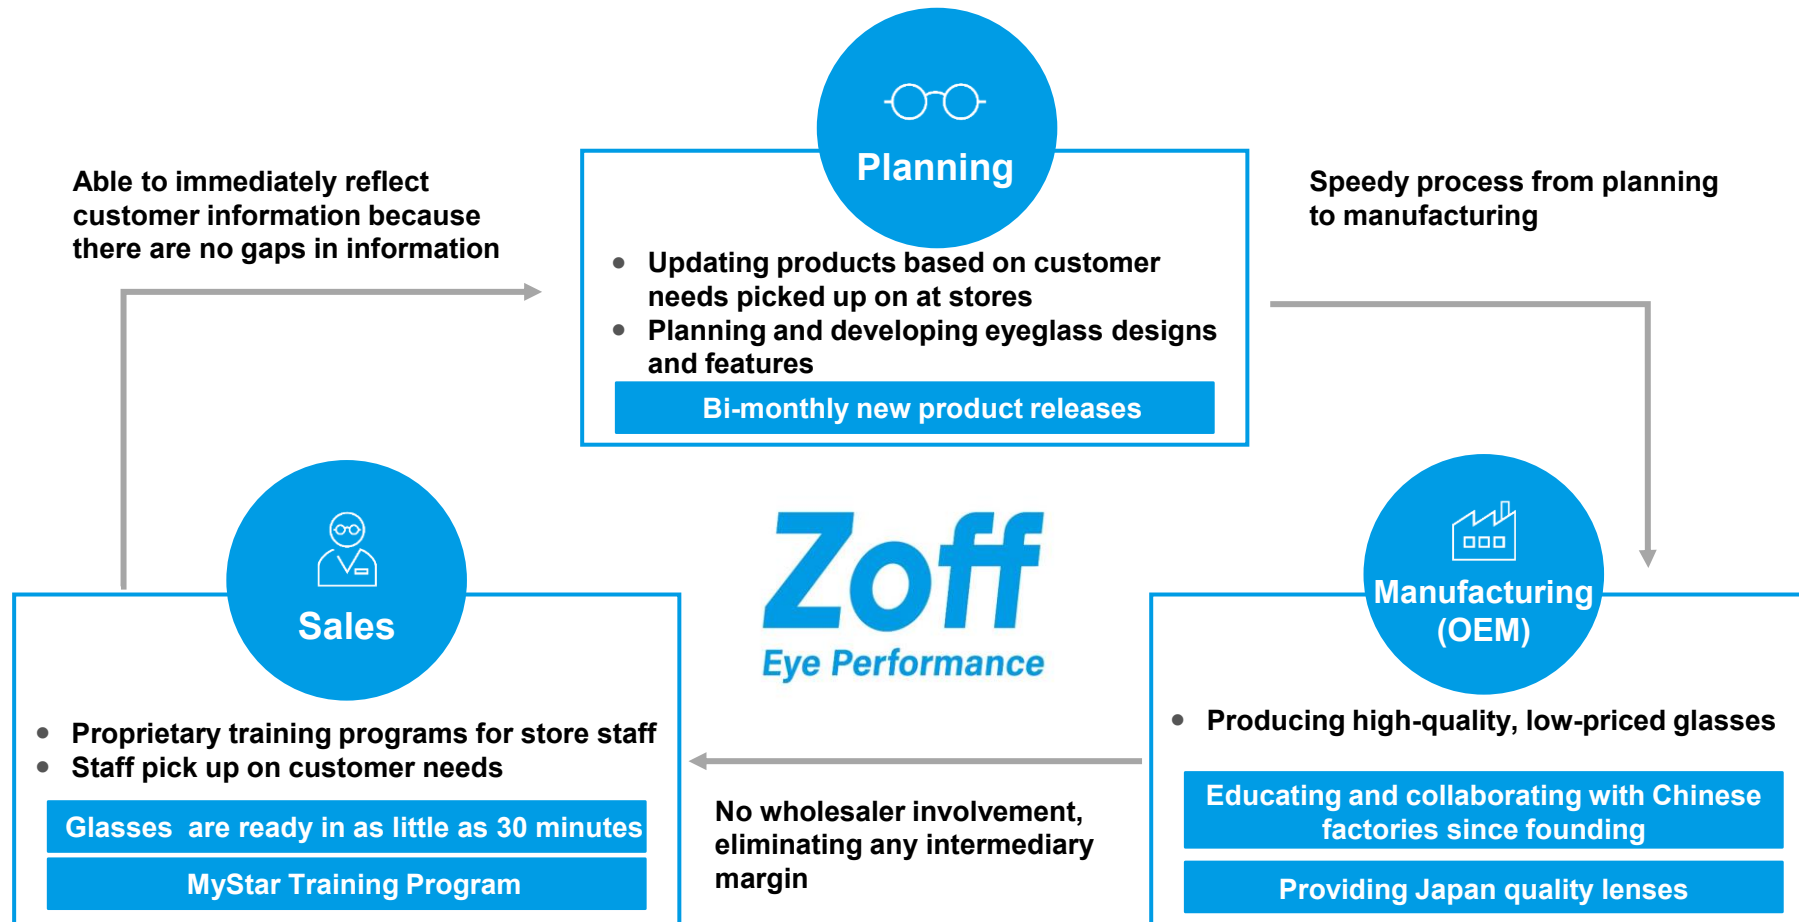 Planning
Able to immediately reflect
customer information because
there are no gaps in information
Speedy process from planning
to manufacturing
• Updating products based on customer
needs picked up on at stores
• Planning and developing eyeglass designs
and features
Bi-monthly new product releases
Zoff
Eye Performance
Sales
• Proprietary training programs for store staff
• Staff pick up on customer needs
Glasses are ready in as little as 30 minutes
MyStar Training Program
No wholesaler involvement,
eliminating any intermediary
margin
Manufacturing
(OEM)
• Producing high-quality, low-priced glasses
Educating and collaborating with Chinese
factories since founding
Providing Japan quality lenses